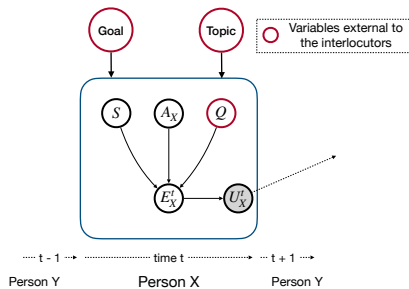 Goal
Topic
Variables external
to the interlocutors
S
A_X
Q
E_X^t
U_X^t
t - 1
time t
t + 1
Person Y
Person X
Person Y